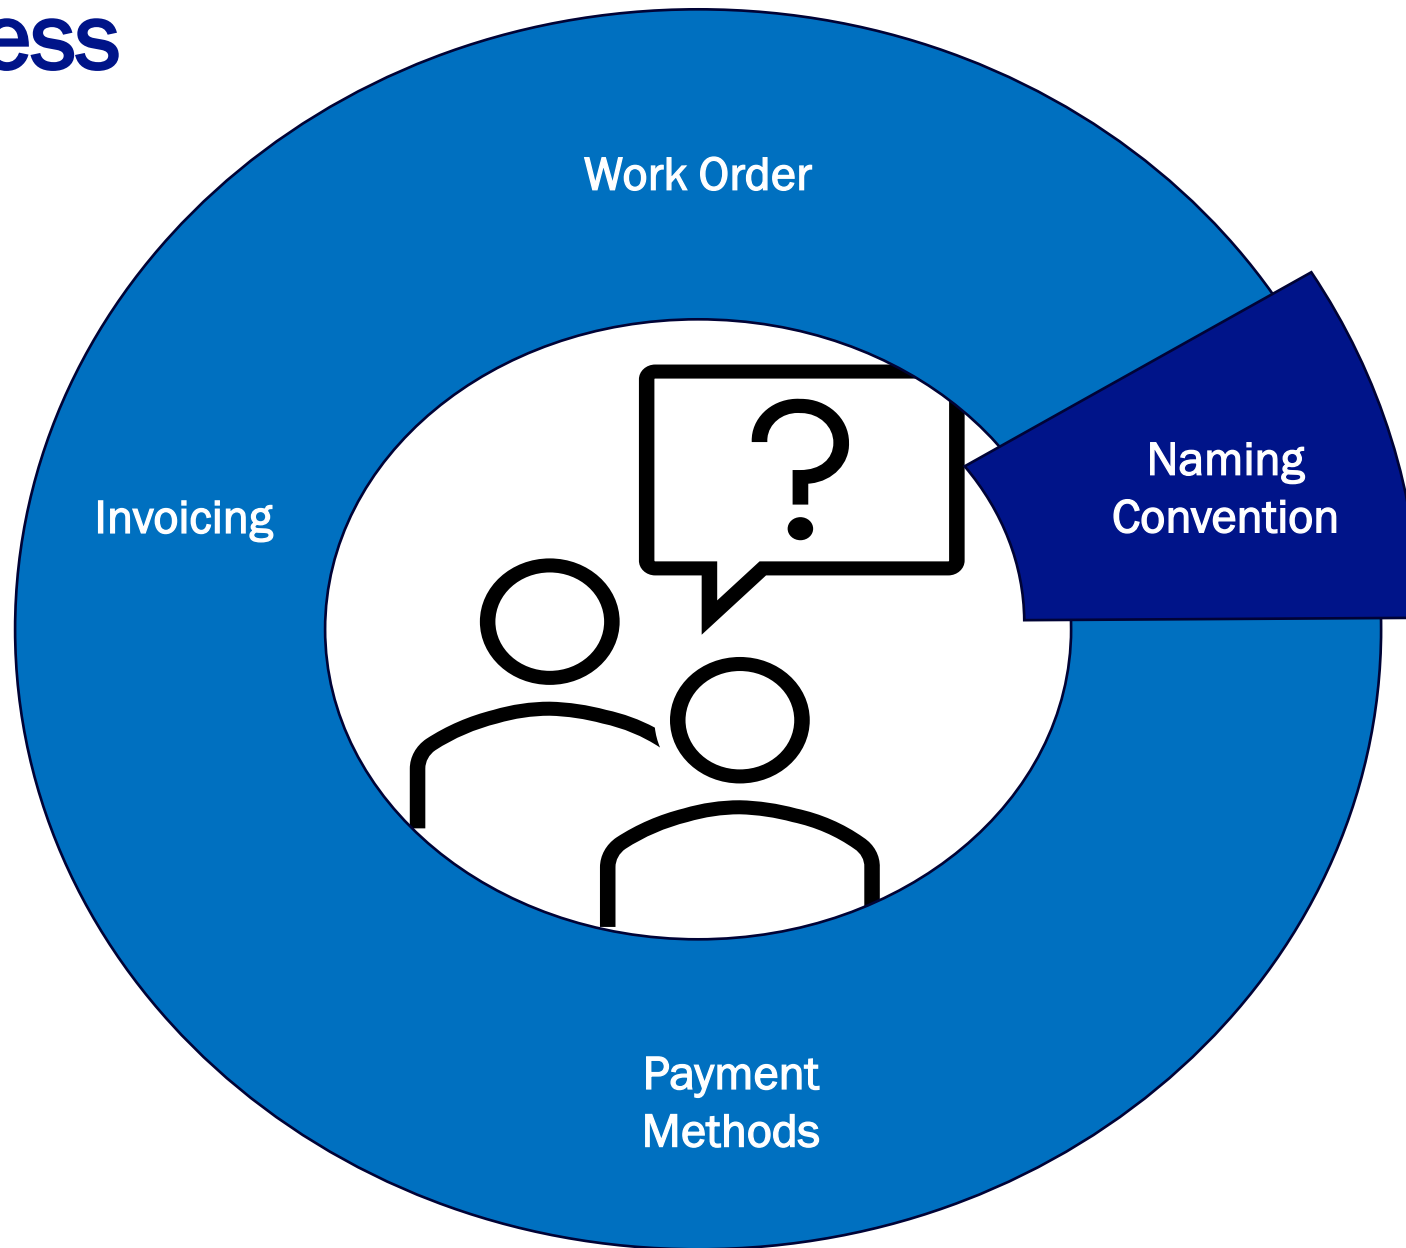 ess
Work Order
Naming
Convention
Invoicing
?
Payment
Methods